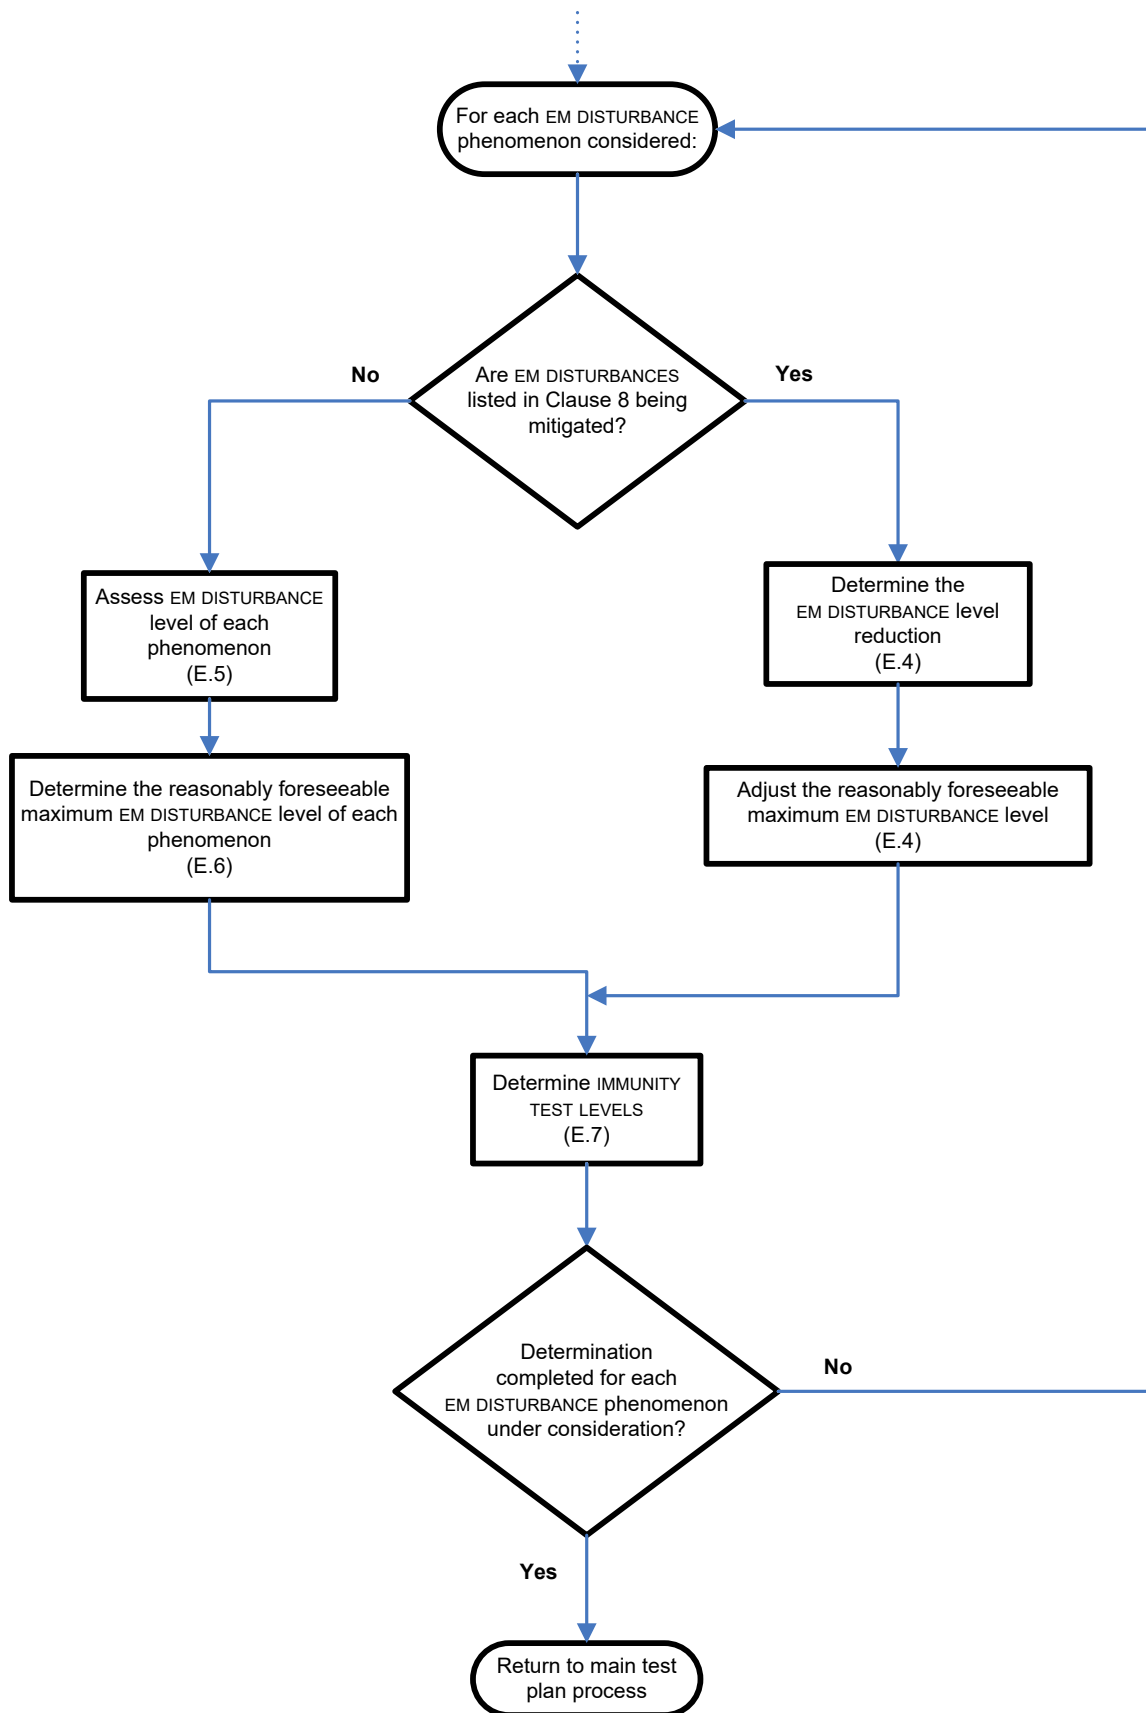 For each EM DISTURBANCE
phenomenon considered:
No
Yes
Are EM DISTURBANCES
listed in Clause 8 being
mitigated?
Assess EM DISTURBANCE
level of each
phenomenon
(E.5)
Determine the
EM DISTURBANCE level
reduction
(E.4)
Determine the reasonably foreseeable
maximum EM DISTURBANCE level of each
phenomenon
(E.6)
Adjust the reasonably foreseeable
maximum EM DISTURBANCE level
(E.4)
Determine IMMUNITY
TEST LEVELS
(E.7)
Determination
completed for each
EM DISTURBANCE phenomenon
under consideration?
No
Yes
Return to main test
plan process